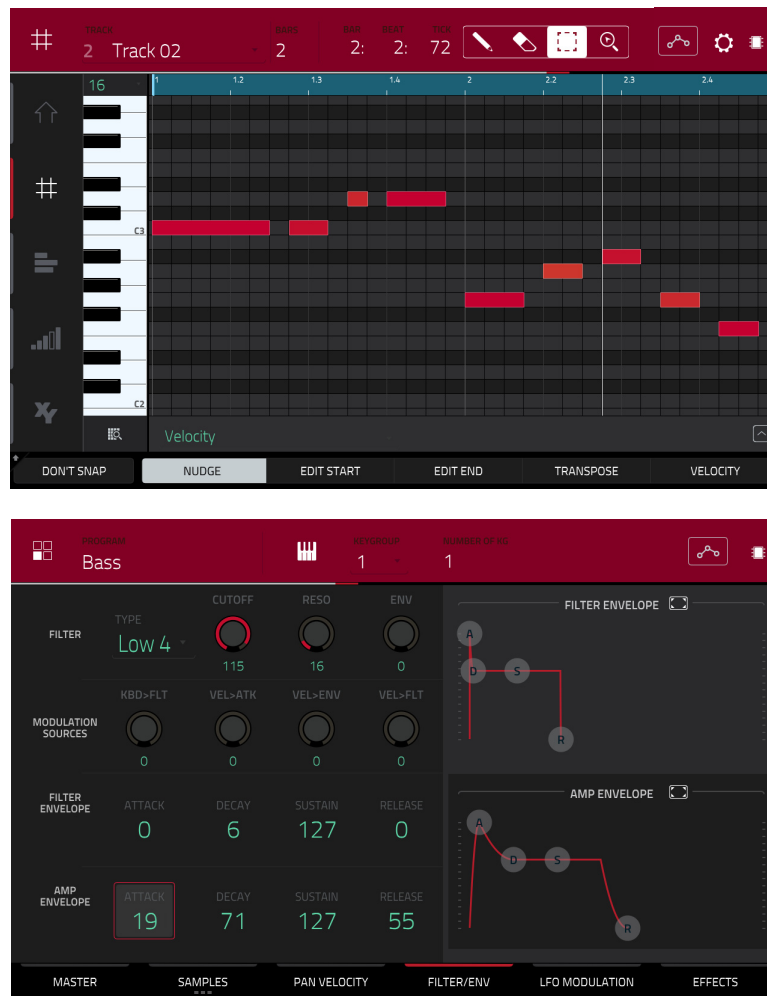 TRACK
BARS
BAR
BEAT
TICK
2 Track 02
2
2:
2:
72
16
1
1.2
1.3
1.4
2
2.2
2.3
2.4
C3
C2
Velocity
DON'T SNAP
NUDGE
EDIT START
EDIT END
TRANSPOSE
VELOCITY
PROGRAM
KEYGROUP
NUMBER OF KG
Bass
1
1
FILTER
TYPE
Low 4
CUTOFF
RESO
ENV
115
16
0
FILTER ENVELOPE
A
D
S
R
MODULATION
SOURCES
KBD>FLT
VEL>ATK
VEL>ENV
VEL>FLT
0
0
0
0
FILTER
ENVELOPE
ATTACK
DECAY
SUSTAIN
RELEASE
0
6
127
0
AMP ENVELOPE
A
D
S
R
AMP
ENVELOPE
ATTACK
DECAY
SUSTAIN
RELEASE
19
71
127
55
MASTER
SAMPLES
PAN VELOCITY
FILTER/ENV
LFO MODULATION
EFFECTS